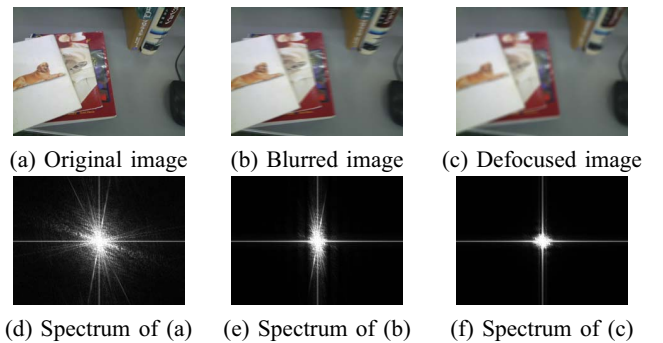 (a) Original image (b) Blurred image (c) Defocused image
(d) Spectrum of (a) (e) Spectrum of (b) (f) Spectrum of (c)